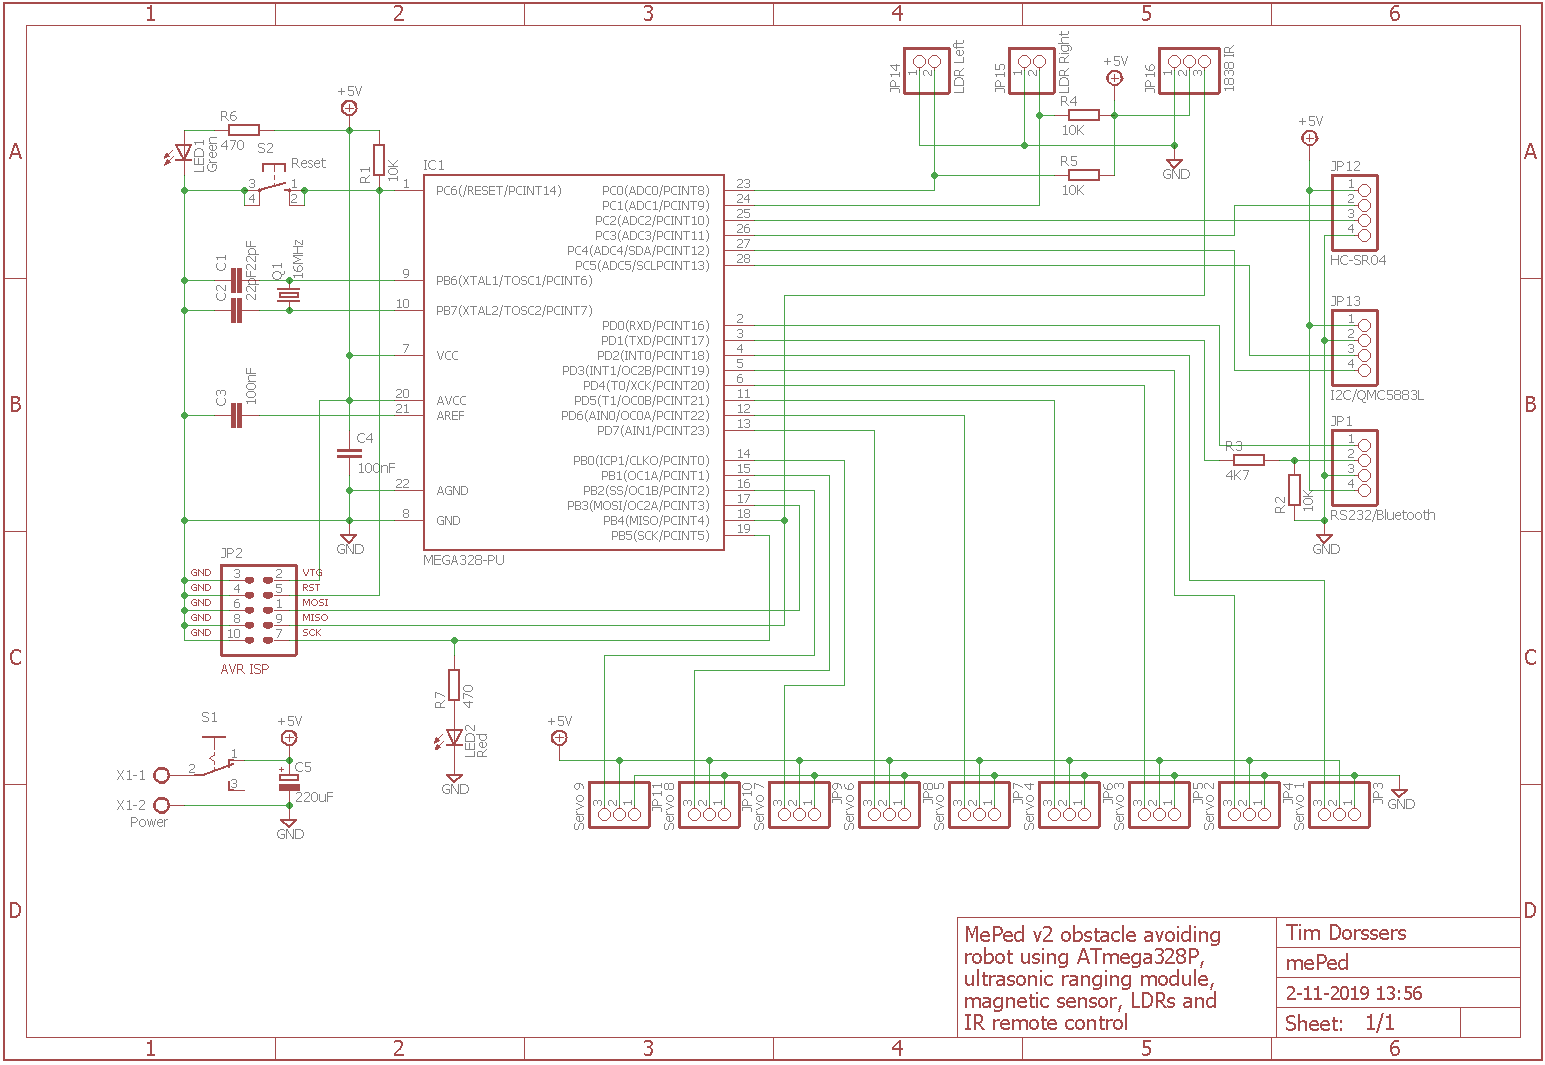 1 2 3 4 5 6
A A
B B
C C
D D
1 2 3 4 5 6
+5V
R6
470
LED1
Green
S2
Reset
3
4
1
2
R1
10K
C1
22pF
C2
22pF
Q1
16MHz
C3
100nF
C4
100nF
GND
IC1
MEGA328-PU
1 PC6(/RESET/PCINT14)
9 PB6(XTAL1/TOSC1/PCINT6)
10 PB7(XTAL2/TOSC2/PCINT7)
7 VCC
20 AVCC
21 AREF
22 AGND
8 GND
PC0(ADC0/PCINT8) 23
PC1(ADC1/PCINT9) 24
PC2(ADC2/PCINT10) 25
PC3(ADC3/PCINT11) 26
PC4(ADC4/SDA/PCINT12) 27
PC5(ADC5/SCLPCINT13) 28
PD0(RXD/PCINT16) 2
PD1(TXD/PCINT17) 3
PD2(INT0/PCINT18) 4
PD3(INT1/OC2B/PCINT19) 5
PD4(T0/XCK/PCINT20) 6
PD5(T1/OC0B/PCINT21) 11
PD6(AIN0/OC0A/PCINT22) 12
PD7(AIN1/PCINT23) 13
PB0(ICP1/CLKO/PCINT0) 14
PB1(OC1A/PCINT1) 15
PB2(SS/OC1B/PCINT2) 16
PB3(MOSI/OC2A/PCINT3) 17
PB4(MISO/PCINT4) 18
PB5(SCK/PCINT5) 19
JP14
1
2
LDR Left
JP15
1
2
LDR Right
+5V
R4
10K
R5
10K
JP16
1
2
3
1838 IR
GND
+5V
JP12
1
2
3
4
HC-SR04
JP13
1
2
3
4
I2C/QMC5883L
JP1
1
2
3
4
RS232/Bluetooth
R3
4K7
R2
10K
GND
JP2
GND 3 2 VTG
GND 4 5 RST
GND 6 1 MOSI
GND 8 9 MISO
GND 10 7 SCK
AVR ISP
R7
470
LED2
Red
GND
S1
X1-1
X1-2
Power
2
1
3
+5V
C5
+
220uF
GND
+5V
Servo 9
3 2 1
JP11
Servo 8
3 2 1
JP10
Servo 7
3 2 1
JP9
Servo 6
3 2 1
JP8
Servo 5
3 2 1
JP7
Servo 4
3 2 1
JP6
Servo 3
3 2 1
JP5
Servo 2
3 2 1
JP4
Servo 1
3 2 1
JP3
GND
MePed v2 obstacle avoiding
robot using ATmega328P,
ultrasonic ranging module,
magnetic sensor, LDRs and
IR remote control
Tim Dorssers
mePed
2-11-2019 13:56
Sheet: 1/1